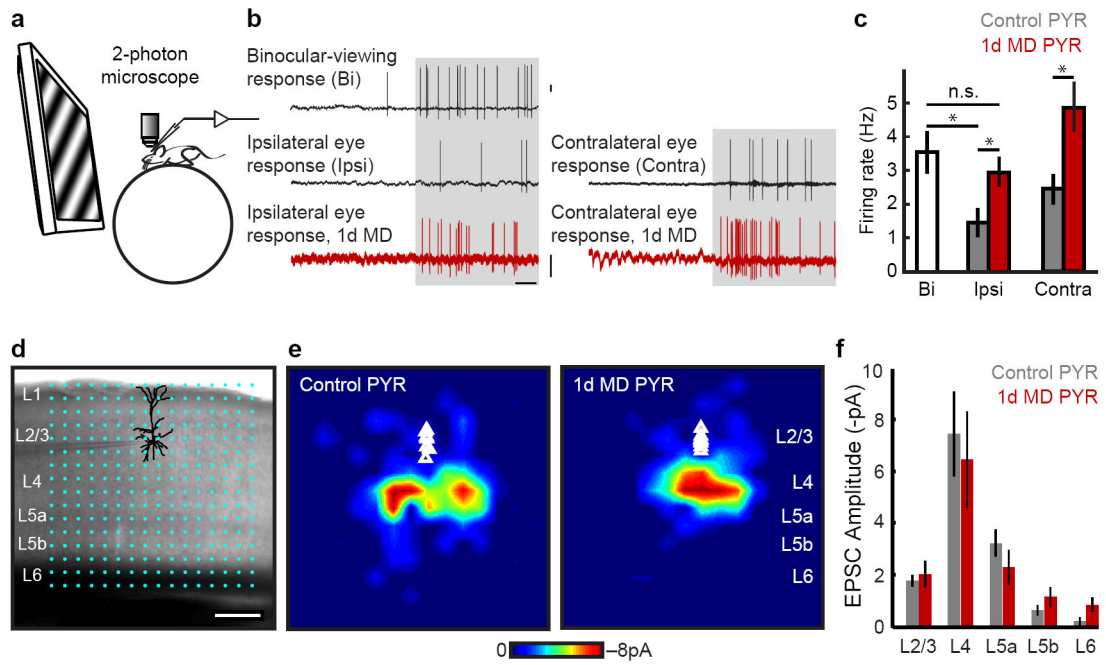 a
2-photon
microscope
b
Binocular-viewing
response (Bi)
Ipsilateral eye
response (Ipsi)
Ipsilateral eye
response, 1d MD
Contralateral eye
response (Contra)
Contralateral eye
response, 1d MD
c
Control PYR
1d MD PYR
Firing rate (Hz)
5
4
3
2
1
0
n.s.
*
*
*
Bi
Ipsi
Contra
d
L1
L2/3
L4
L5a
L5b
L6
e
Control PYR
1d MD PYR
L2/3
L4
L5a
L5b
L6
0
–8pA
f
Control PYR
1d MD PYR
EPSC Amplitude (-pA)
10
8
6
4
2
0
L2/3
L4
L5a
L5b
L6